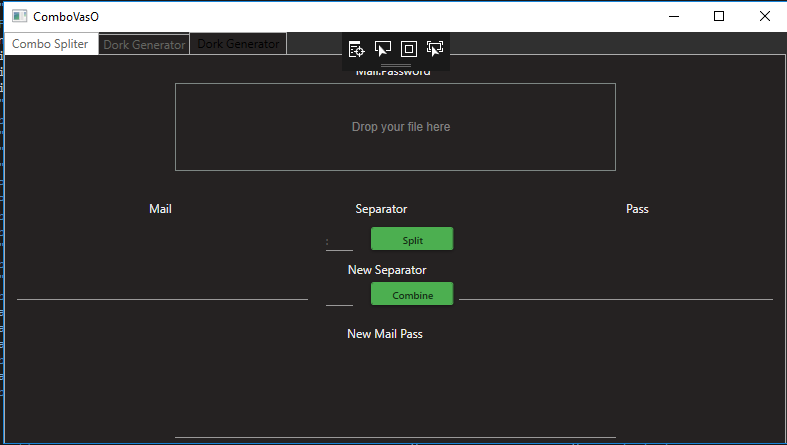 ComboVasO
Combo Spliter Dork Generator Dork Generator
Mail:Password
Drop your file here
Mail Separator Pass
: Split
New Separator
Combine
New Mail Pass